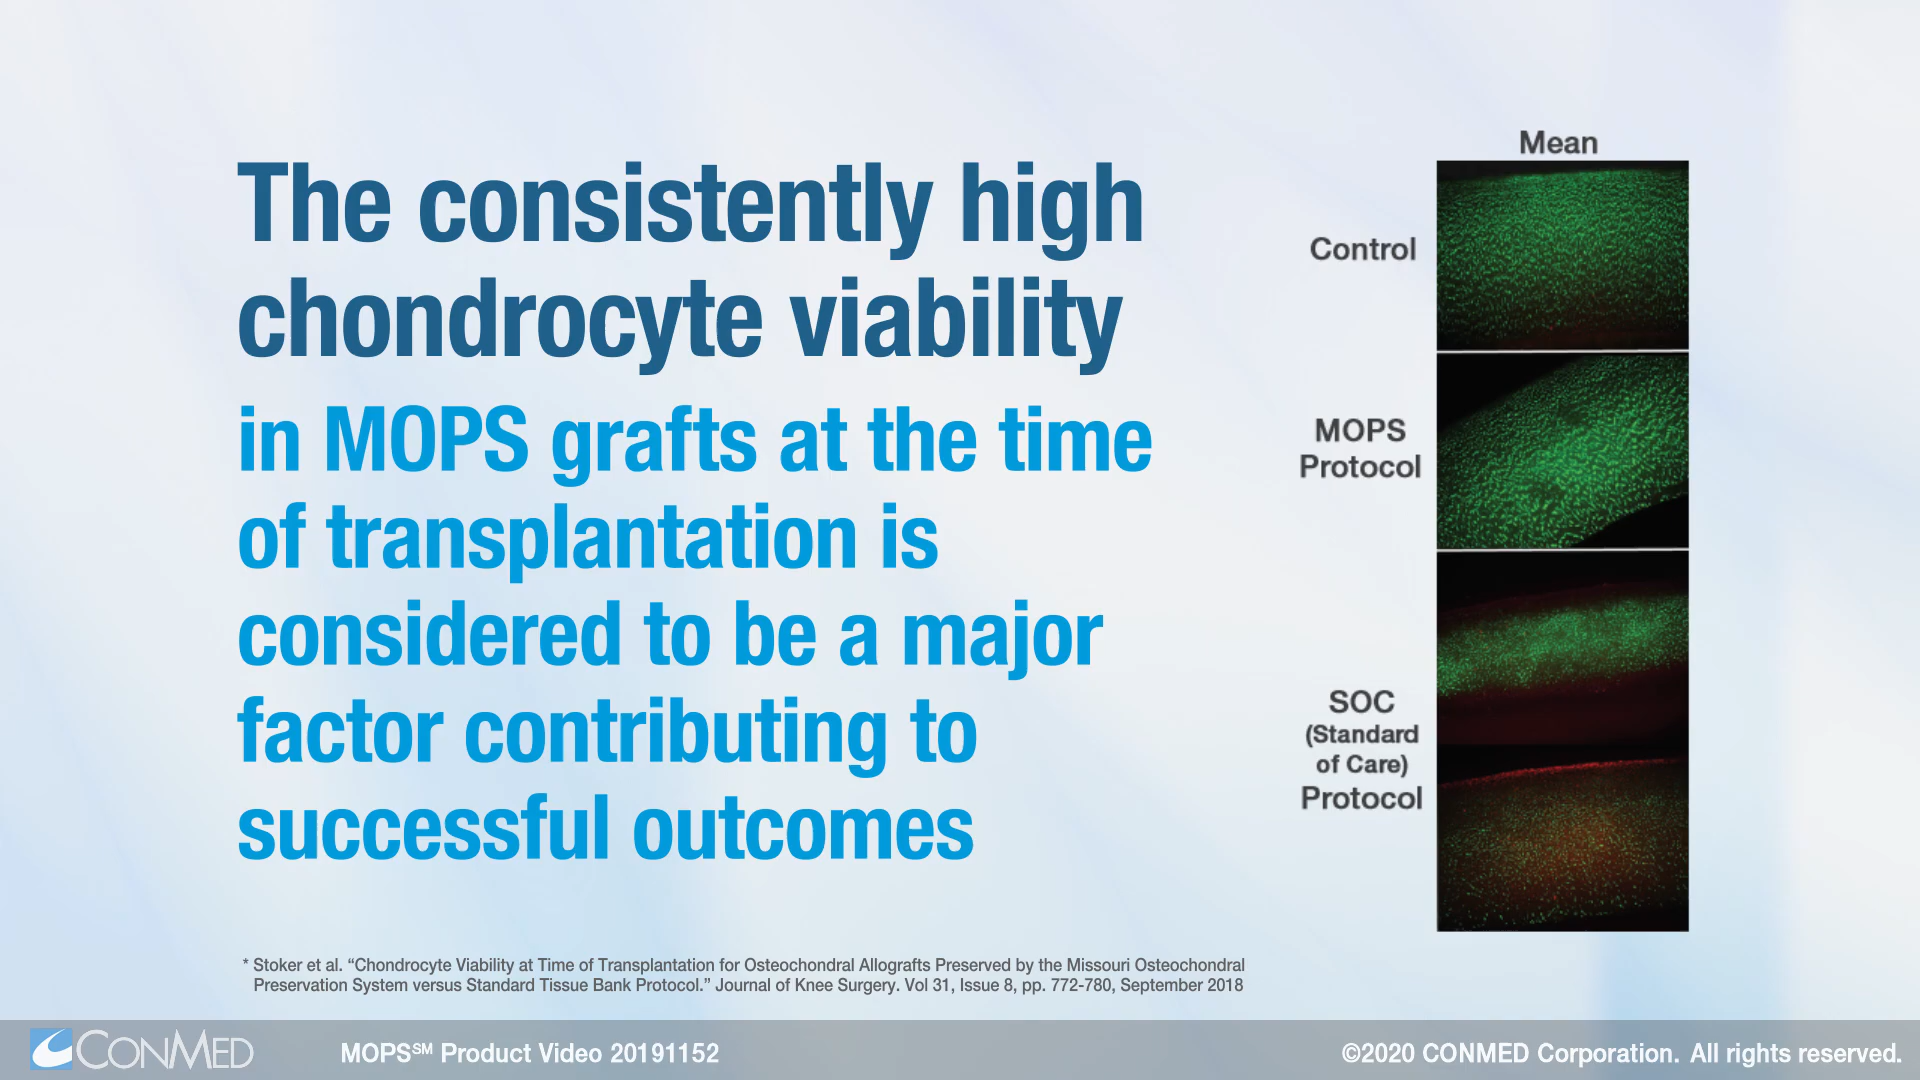 The consistently high
chondrocyte viability
in MOPS grafts at the time
of transplantation is
considered to be a major
factor contributing to
successful outcomes
Mean
Control
MOPS
Protocol
SOC
(Standard
of Care)
Protocol
* Stoker et al. “Chondrocyte Viability at Time of Transplantation for Osteochondral Allografts Preserved by the Missouri Osteochondral
Preservation System versus Standard Tissue Bank Protocol.” Journal of Knee Surgery. Vol 31, Issue 8, pp. 772-780, September 2018
CONMED
MOPS℠ Product Video 20191152
©2020 CONMED Corporation. All rights reserved.